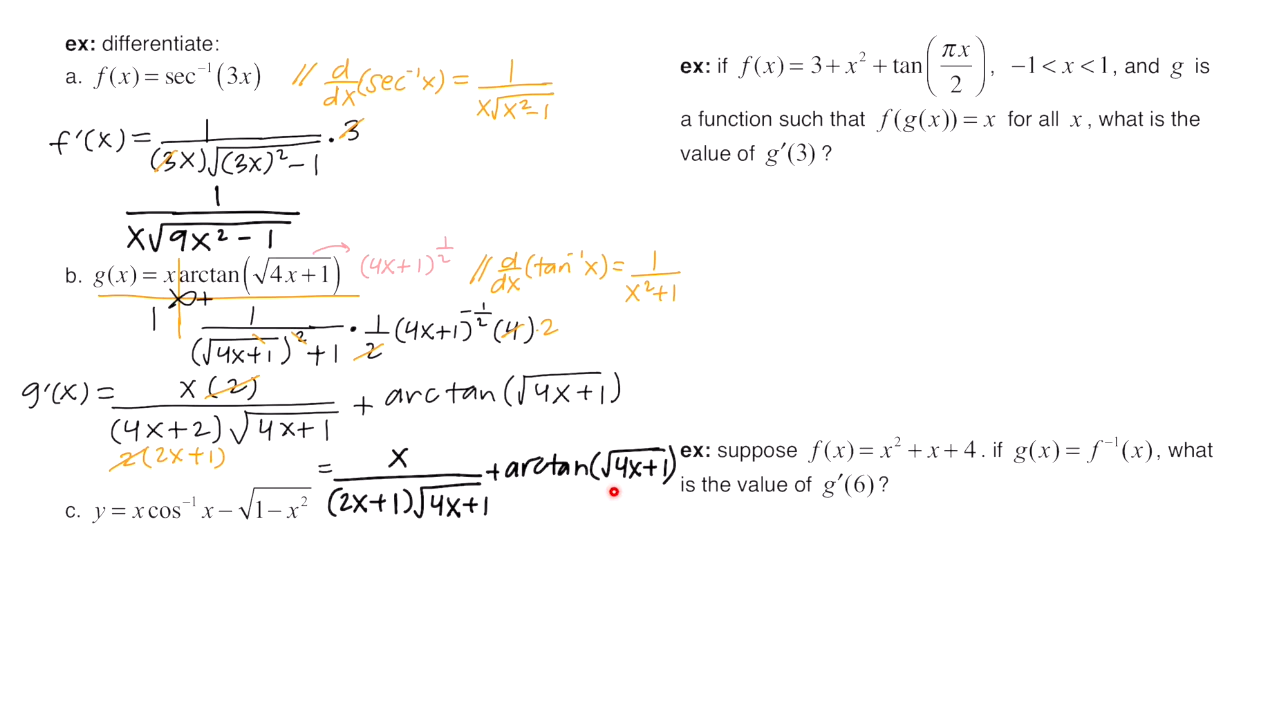 ex: differentiate:
a. f(x) = sec⁻¹(3x) // d/dx(sec⁻¹x) = 1/(x√(x²-1))
f'(x) = 1/((3x)√((3x)²-1)) · 3
1/(x√(9x²-1))
b. g(x) = x arctan(√(4x+1)) (4x+1)^(1/2) // d/dx(tan⁻¹x) = 1/(x²+1)
1 1/((√(4x+1))²+1) · 1/2 (4x+1)^(-1/2) (4) · 2
g'(x) = x(2)/((4x+2)√(4x+1)) + arctan(√(4x+1))
2(2x+1)
= x/((2x+1)√(4x+1)) + arctan(√(4x+1))
c. y = x cos⁻¹ x − √(1−x²)
ex: if f(x) = 3 + x² + tan(πx/2), −1 < x < 1, and g is
a function such that f(g(x)) = x for all x, what is the
value of g'(3)?
ex: suppose f(x) = x² + x + 4. if g(x) = f⁻¹(x), what
is the value of g'(6)?